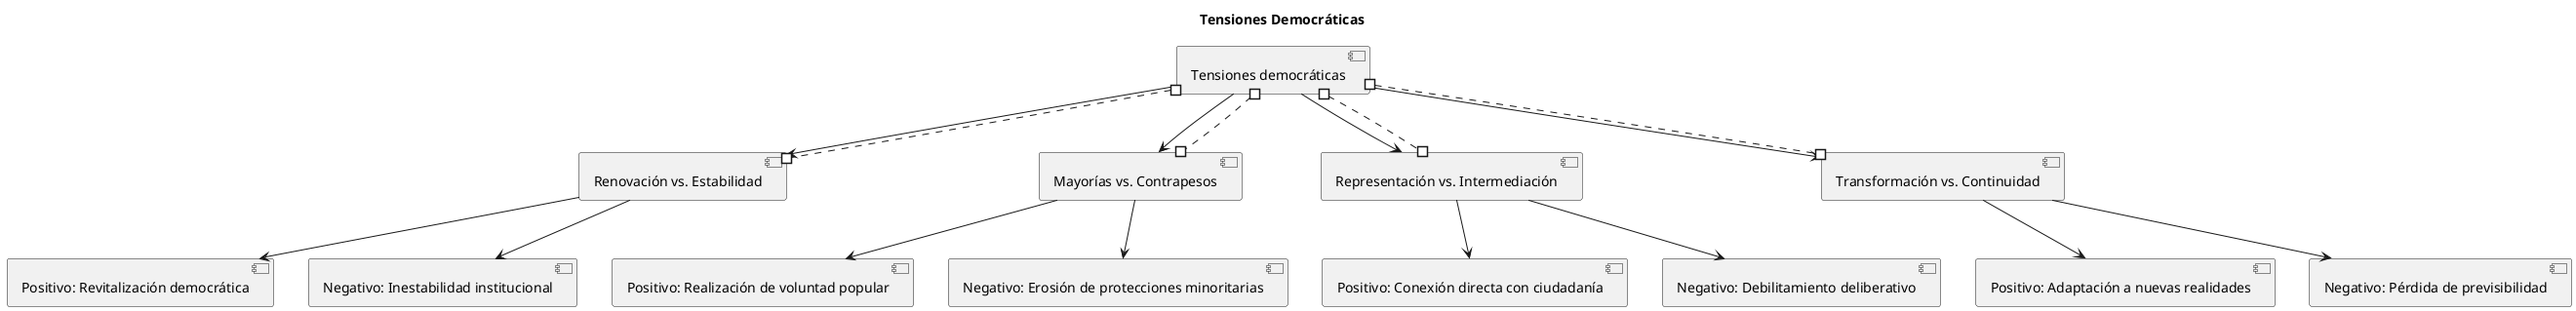 Tensiones Democráticas
Tensiones democráticas
Renovación vs. Estabilidad
Mayorías vs. Contrapesos
Representación vs. Intermediación
Transformación vs. Continuidad
Positivo: Revitalización democrática
Negativo: Inestabilidad institucional
Positivo: Realización de voluntad popular
Negativo: Erosión de protecciones minoritarias
Positivo: Conexión directa con ciudadanía
Negativo: Debilitamiento deliberativo
Positivo: Adaptación a nuevas realidades
Negativo: Pérdida de previsibilidad